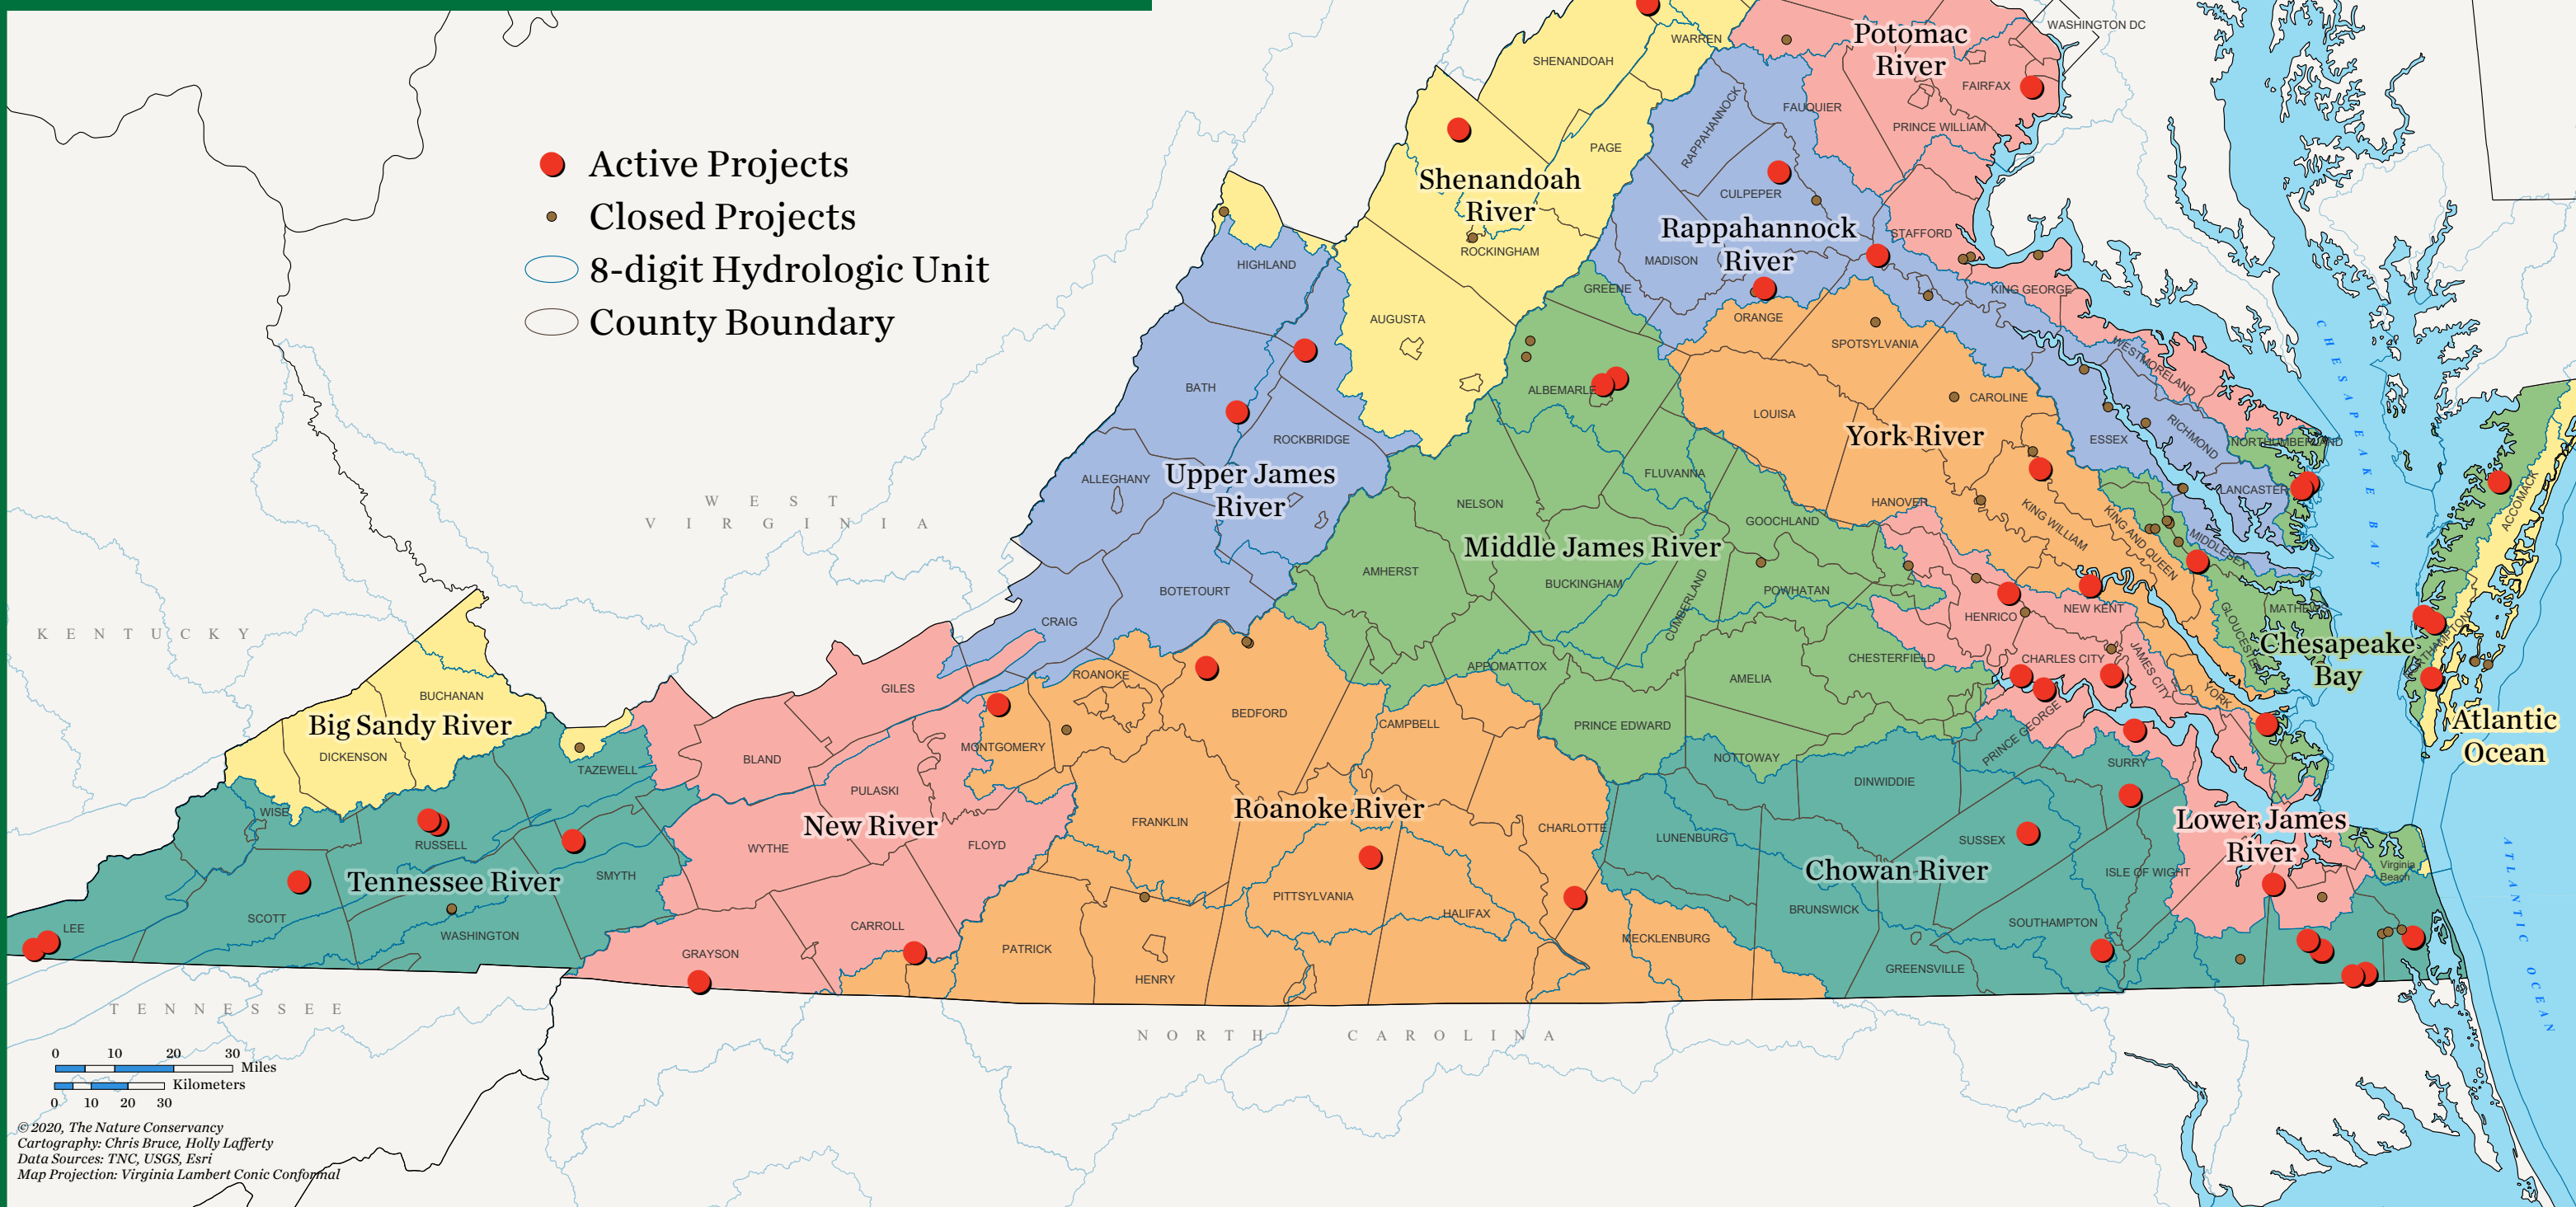 Active Projects
Closed Projects
8-digit Hydrologic Unit
County Boundary
WASHINGTON DC
Potomac
River
WARREN
SHENANDOAH
FAIRFAX
RAPPAHANNOCK
FAUQUIER
PRINCE WILLIAM
PAGE
Shenandoah
River
CULPEPER
Rappahannock
River
STAFFORD
ROCKINGHAM
MADISON
HIGHLAND
GREENE
KING GEORGE
AUGUSTA
ORANGE
SPOTSYLVANIA
WESTMORELAND
CHESAPEAKE BAY
BATH
ALBEMARLE
LOUISA
CAROLINE
York River
ROCKBRIDGE
ESSEX
RICHMOND
NORTHUMBERLAND
ALLEGHANY
Upper James
River
FLUVANNA
LANCASTER
ACCOMACK
WEST
VIRGINIA
NELSON
HANOVER
GOOCHLAND
KING WILLIAM
KING AND QUEEN
Middle James River
MIDDLESEX
AMHERST
BUCKINGHAM
CUMBERLAND
POWHATAN
BOTETOURT
HENRICO
NEW KENT
MATHEWS
GLOUCESTER
CRAIG
KENTUCKY
Chesapeake
Bay
NORTHAMPTON
CHESTERFIELD
CHARLES CITY
JAMES CITY
APPOMATTOX
ROANOKE
AMELIA
GILES
BUCHANAN
YORK
Big Sandy River
BEDFORD
CAMPBELL
PRINCE EDWARD
PRINCE GEORGE
Atlantic
Ocean
MONTGOMERY
DICKENSON
BLAND
TAZEWELL
NOTTOWAY
SURRY
DINWIDDIE
PULASKI
WISE
Roanoke River
New River
FRANKLIN
CHARLOTTE
LUNENBURG
SUSSEX
Lower James
River
RUSSELL
WYTHE
FLOYD
Virginia
Beach
Tennessee River
SMYTH
Chowan River
ISLE OF WIGHT
PITTSYLVANIA
HALIFAX
BRUNSWICK
SCOTT
LEE
WASHINGTON
CARROLL
SOUTHAMPTON
MECKLENBURG
GRAYSON
PATRICK
HENRY
GREENSVILLE
ATLANTIC OCEAN
TENNESSEE
NORTH CAROLINA
0 10 20 30
Miles
Kilometers
0 10 20 30
© 2020, The Nature Conservancy
Cartography: Chris Bruce, Holly Lafferty
Data Sources: TNC, USGS, Esri
Map Projection: Virginia Lambert Conic Conformal